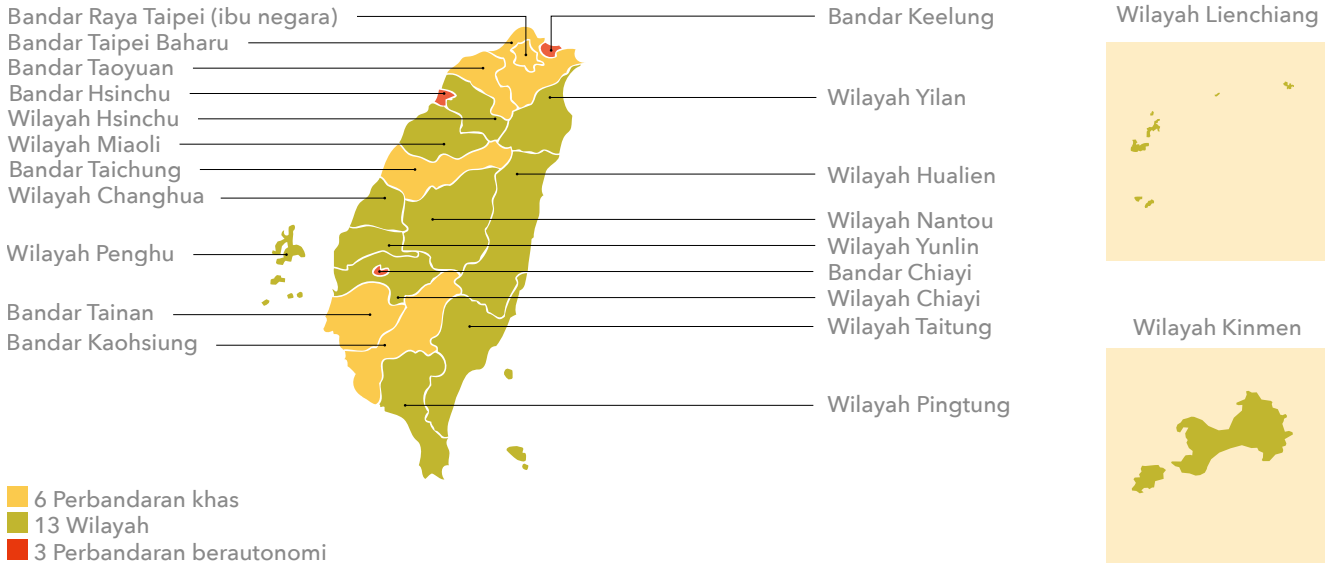 Bandar Raya Taipei (ibu negara)
Bandar Taipei Baharu
Bandar Taoyuan
Bandar Hsinchu
Wilayah Hsinchu
Wilayah Miaoli
Bandar Taichung
Wilayah Changhua
Wilayah Penghu
Bandar Tainan
Bandar Kaohsiung
Bandar Keelung
Wilayah Yilan
Wilayah Hualien
Wilayah Nantou
Wilayah Yunlin
Bandar Chiayi
Wilayah Chiayi
Wilayah Taitung
Wilayah Pingtung
Wilayah Lienchiang
Wilayah Kinmen
6 Perbandaran khas
13 Wilayah
3 Perbandaran berautonomi